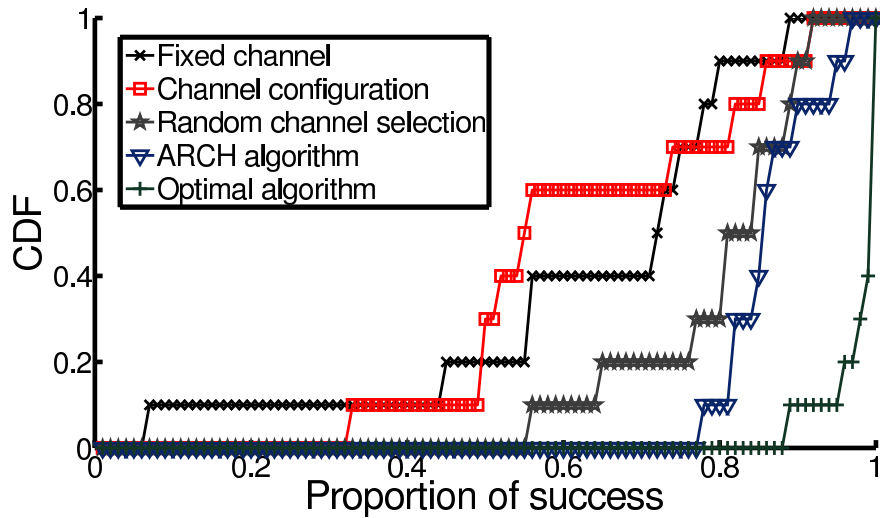 1
0.8
0.6
0.4
0.2
0
CDF
Fixed channel
Channel configuration
Random channel selection
ARCH algorithm
Optimal algorithm
0 0.2 0.4 0.6 0.8 1
Proportion of success